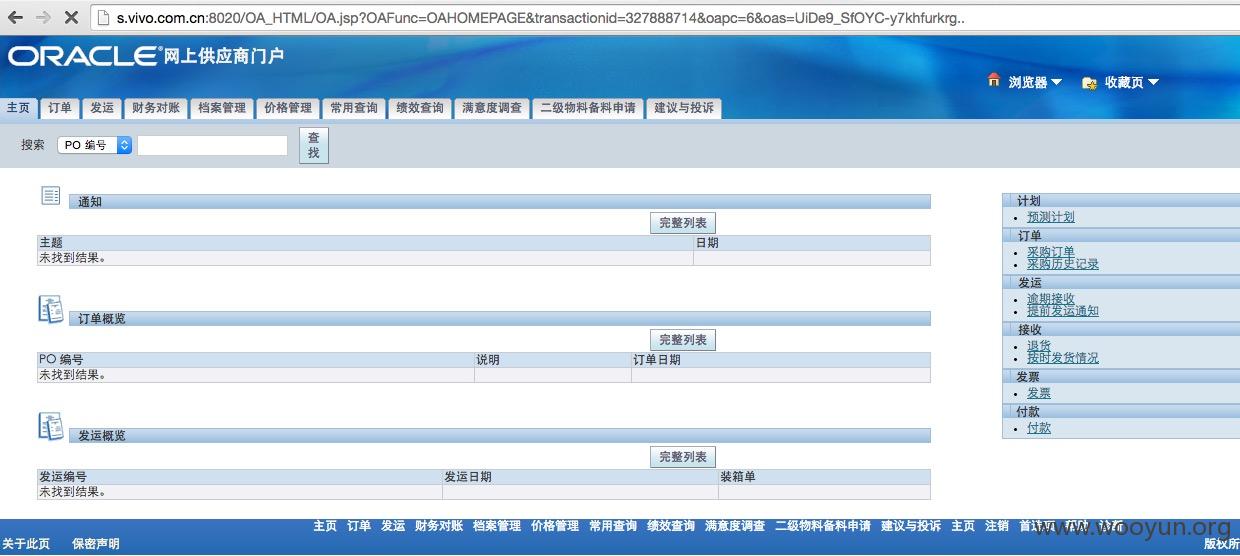 s.vivo.com.cn:8020/OA_HTML/OA.jsp?OAFunc=OAHOMEPAGE&transactionid=327888714&oapc=6&oas=UiDe9_SfOYC-y7khfurkrg..
ORACLE® 网上供应商门户
浏览器 收藏页
主页 订单 发运 财务对账 档案管理 价格管理 常用查询 绩效查询 满意度调查 二级物料备料申请 建议与投诉
搜索 PO 编号 查找
通知
完整列表
主题 日期
未找到结果。
订单概览
完整列表
PO 编号 说明 订单日期
未找到结果。
发运概览
完整列表
发运编号 发运日期 装箱单
未找到结果。
计划
预测计划
订单
采购订单
采购历史记录
发运
逾期接收
提前发运通知
接收
退货
按时发货情况
发票
发票
付款
付款
主页 订单 发运 财务对账 档案管理 价格管理 常用查询 绩效查询 满意度调查 二级物料备料申请 建议与投诉 主页 注销
www.wooyun.org
关于此页 保密声明 版权所